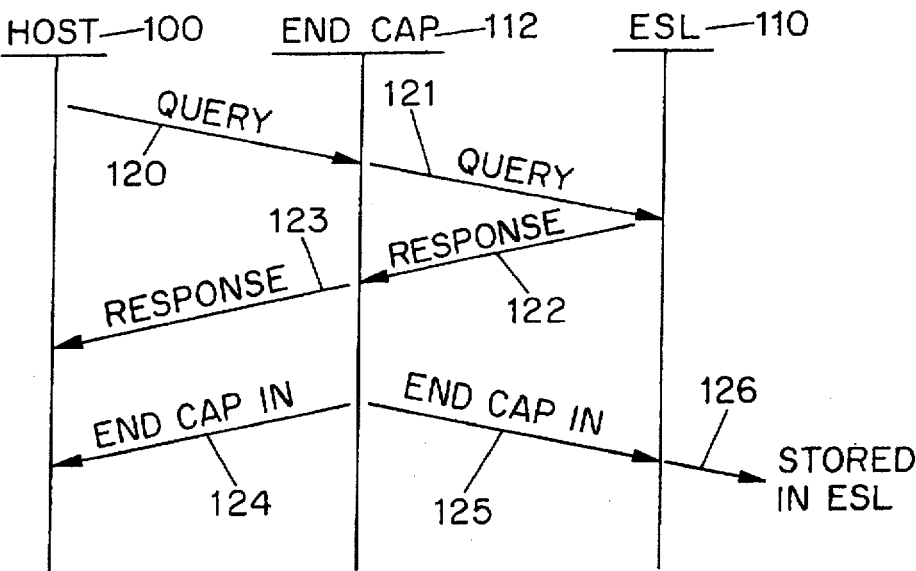 HOST 100
END CAP 112
ESL 110
QUERY
120
121
QUERY
123
RESPONSE
122
RESPONSE
END CAP IN
124
END CAP IN
125
126
STORED
IN ESL